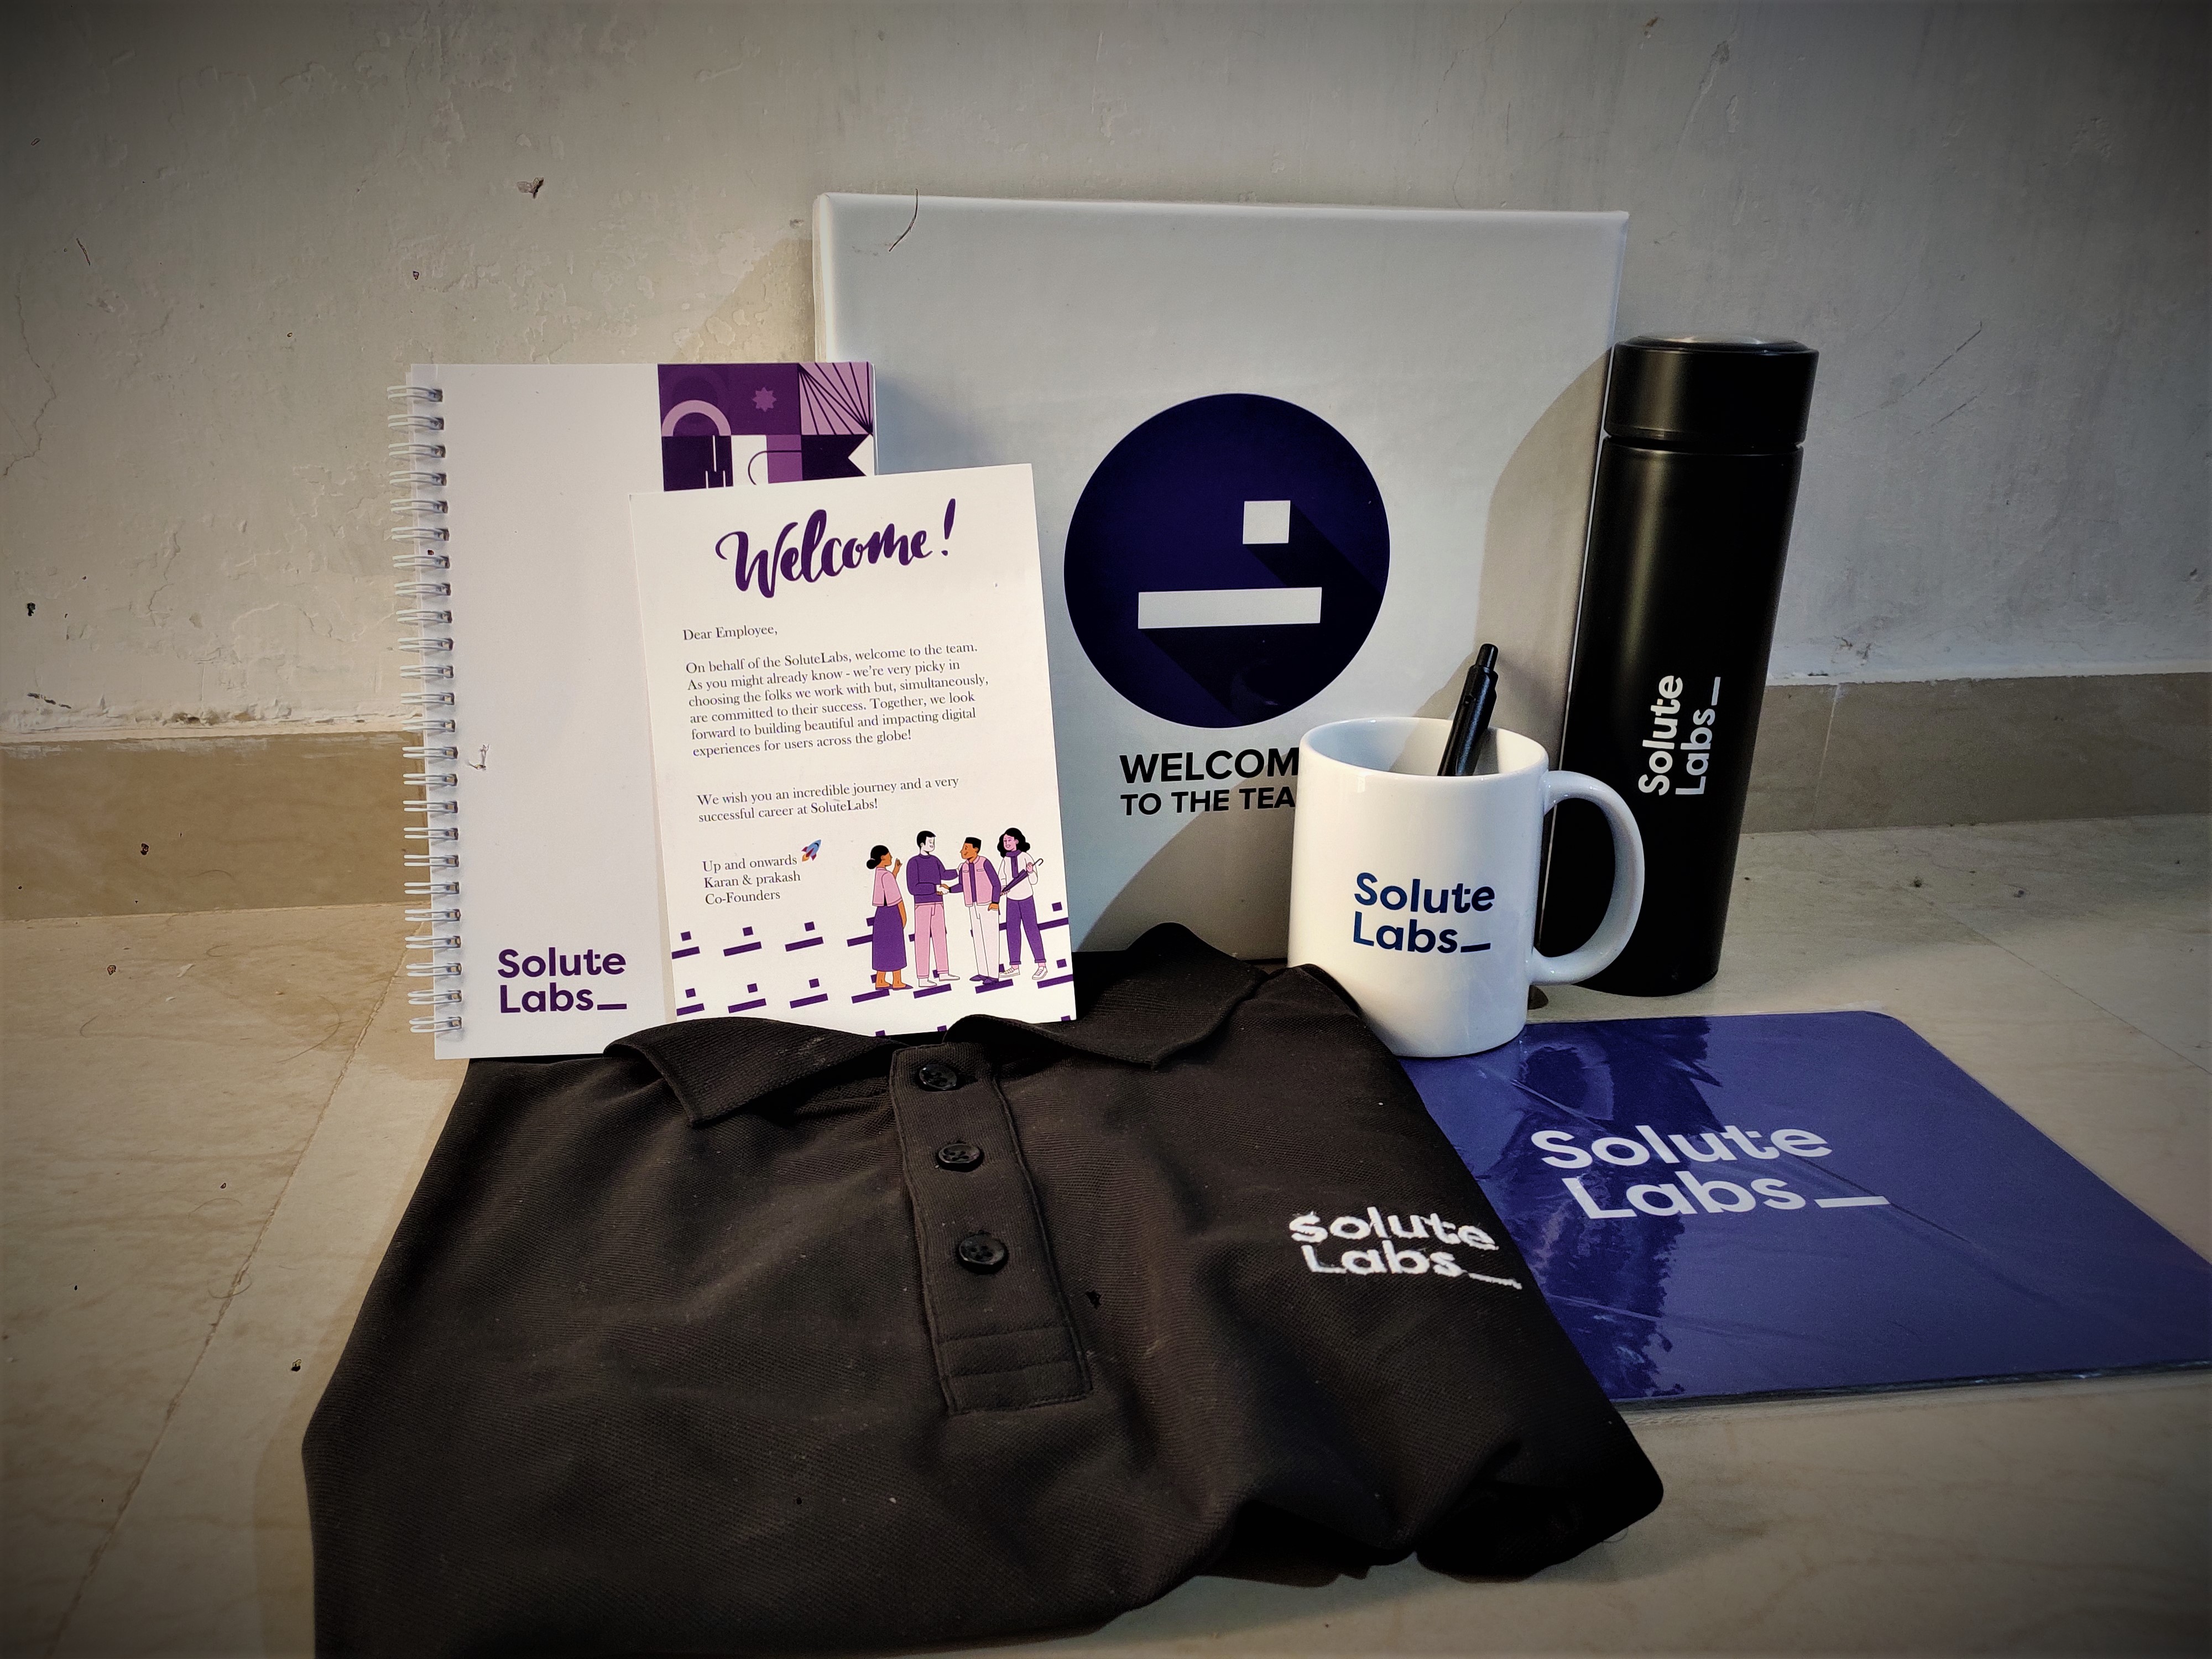 Solute
Labs_
Welcome!
Dear Employee,
On behalf of the SoluteLabs, welcome to the team.
As you might already know - we're very picky in
choosing the folks we work with but, simultaneously,
are committed to their success. Together, we look
forward to building beautiful and impacting digital
experiences for users across the globe!
We wish you an incredible journey and a very
successful career at SoluteLabs!
Up and onwards 🚀
Karan & prakash
Co-Founders
WELCOM
TO THE TEA
Solute
Labs_
Solute
Labs_
Solute
Labs_
Solute
Labs_